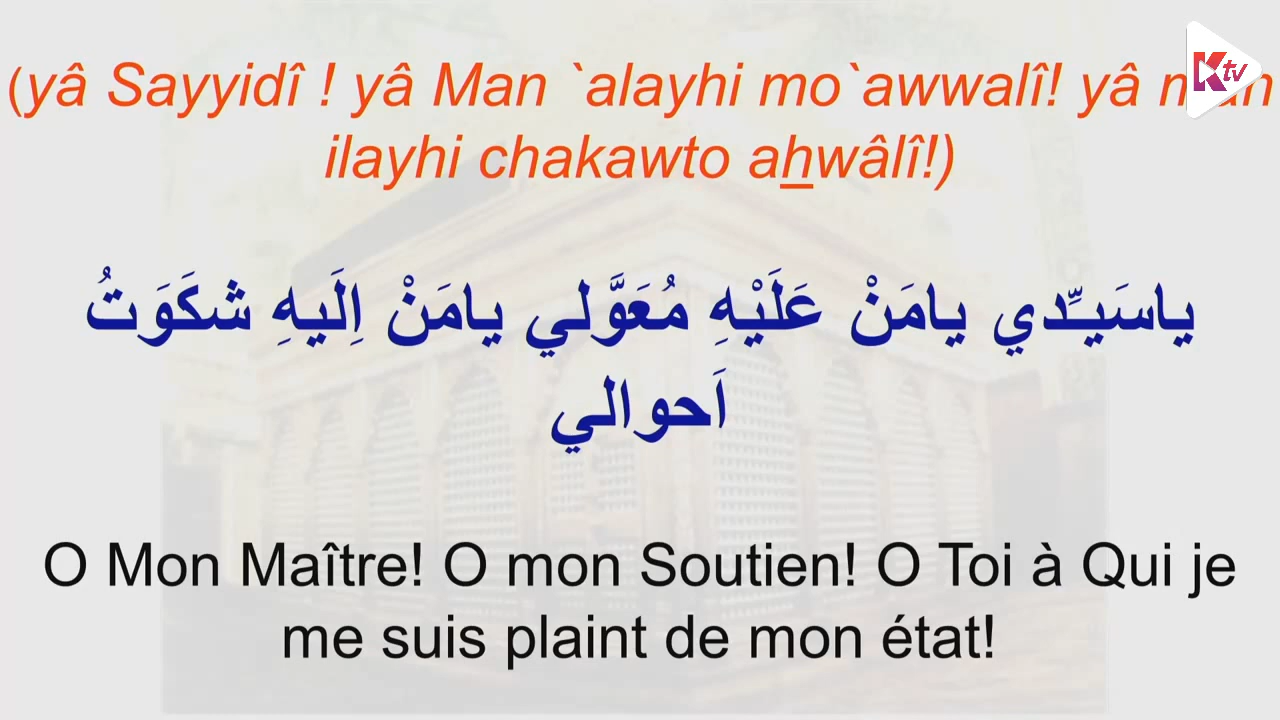 (yâ Sayyidî ! yâ Man `alayhi mo`awwalî! yâ
ilayhi chakawto ahwâlî!)
ياسَيـِّدي يامَنْ عَلَيْهِ مُعَوَّلي يامَنْ اِلَيهِ شكَوَتُ
اَحوالي
O Mon Maître! O mon Soutien! O Toi à Qui je
me suis plaint de mon état!
Ktv